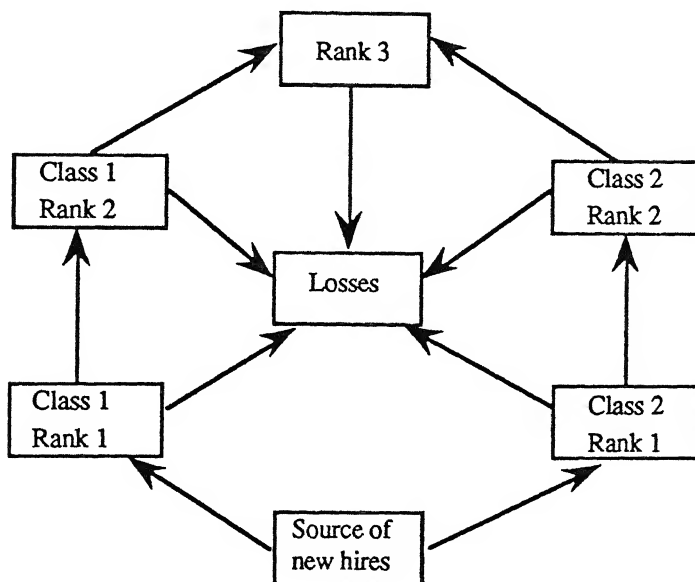 Rank 3
Class 1
Rank 2
Class 2
Rank 2
Losses
Class 1
Rank 1
Class 2
Rank 1
Source of
new hires